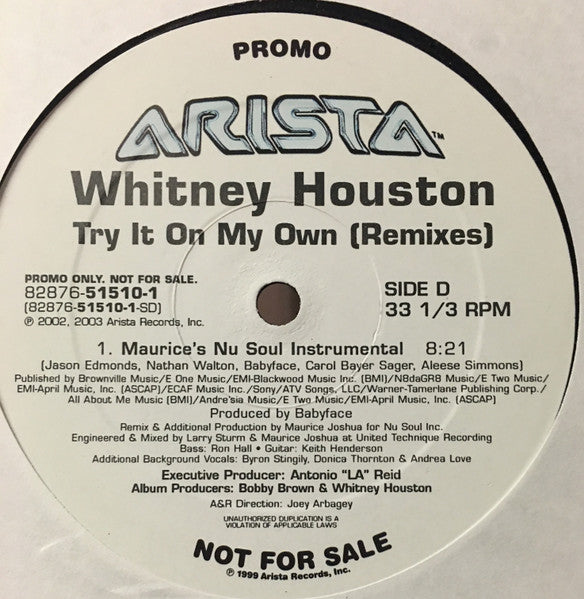 PROMO
ARISTA™
Whitney Houston
Try It On My Own (Remixes)
PROMO ONLY. NOT FOR SALE.
82876-51510-1
(82876-51510-1-SD)
℗ 2002, 2003 Arista Records, Inc.
SIDE D
33 1/3 RPM
1. Maurice's Nu Soul Instrumental 8:21
(Jason Edmonds, Nathan Walton, Babyface, Carol Bayer Sager, Aleese Simmons)
Published by Brownville Music/E One Music/EMI-Blackwood Music Inc. (BMI)/N8daGR8 Music/E Two Music/
EMI-April Music, Inc. (ASCAP)/ECAF Music Inc./Sony/ATV Songs, LLC/Warner-Tamerlane Publishing Corp./
All About Me Music (BMI)/Andre'sia Music/E Two Music/EMI-April Music, Inc. (ASCAP)
Produced by Babyface
Remix & Additional Production by Maurice Joshua for Nu Soul Inc.
Engineered & Mixed by Larry Sturm & Maurice Joshua at United Technique Recording
Bass: Ron Hall • Guitar: Keith Henderson
Additional Background Vocals: Byron Stingily, Donica Thornton & Andrea Love
Executive Producer: Antonio "LA" Reid
Album Producers: Bobby Brown & Whitney Houston
A&R Direction: Joey Arbagey
UNAUTHORIZED DUPLICATION IS A
VIOLATION OF APPLICABLE LAWS
NOT FOR SALE
℗ 1999 Arista Records, Inc.